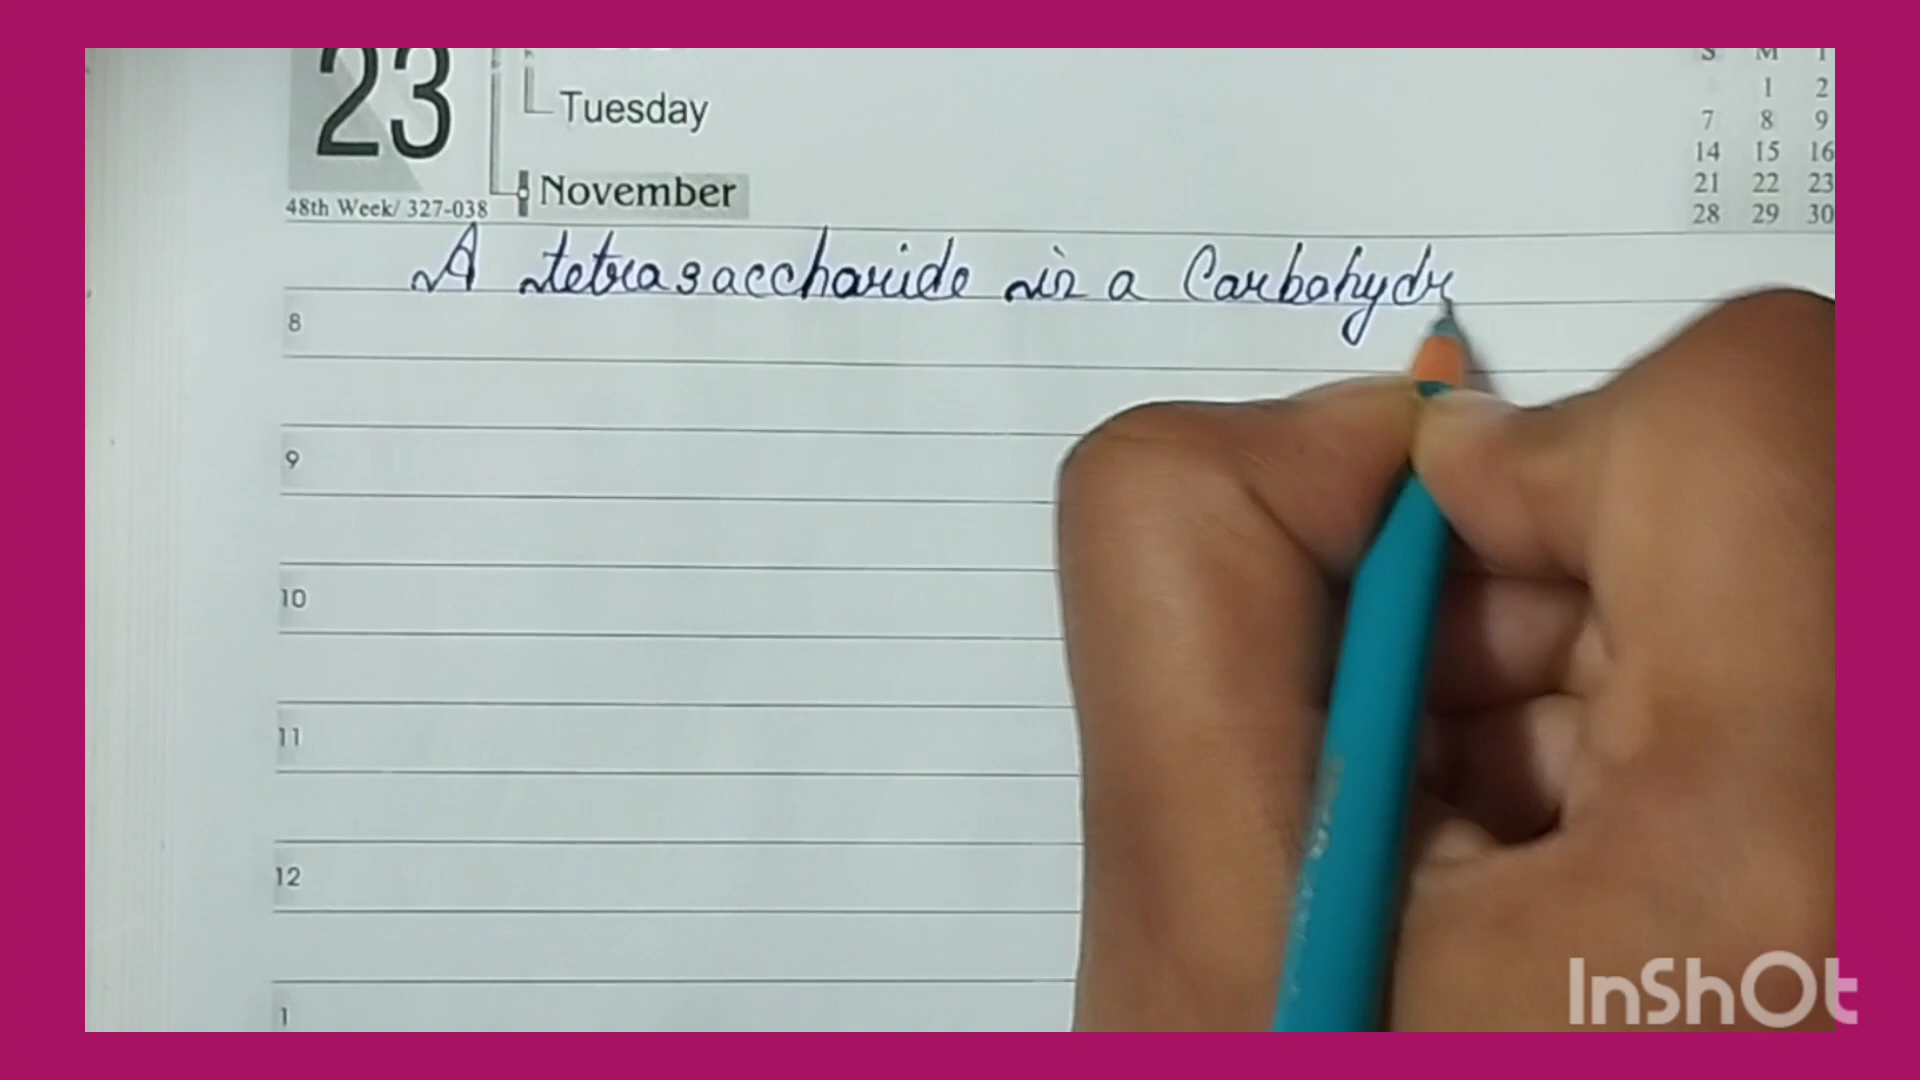 23
Tuesday
November
48th Week/ 327-038
S M T
1 2
7 8 9
14 15 16
21 22 23
28 29 30
A tetrasaccharide is a Carbohydr
8
9
10
11
12
1
InShOt